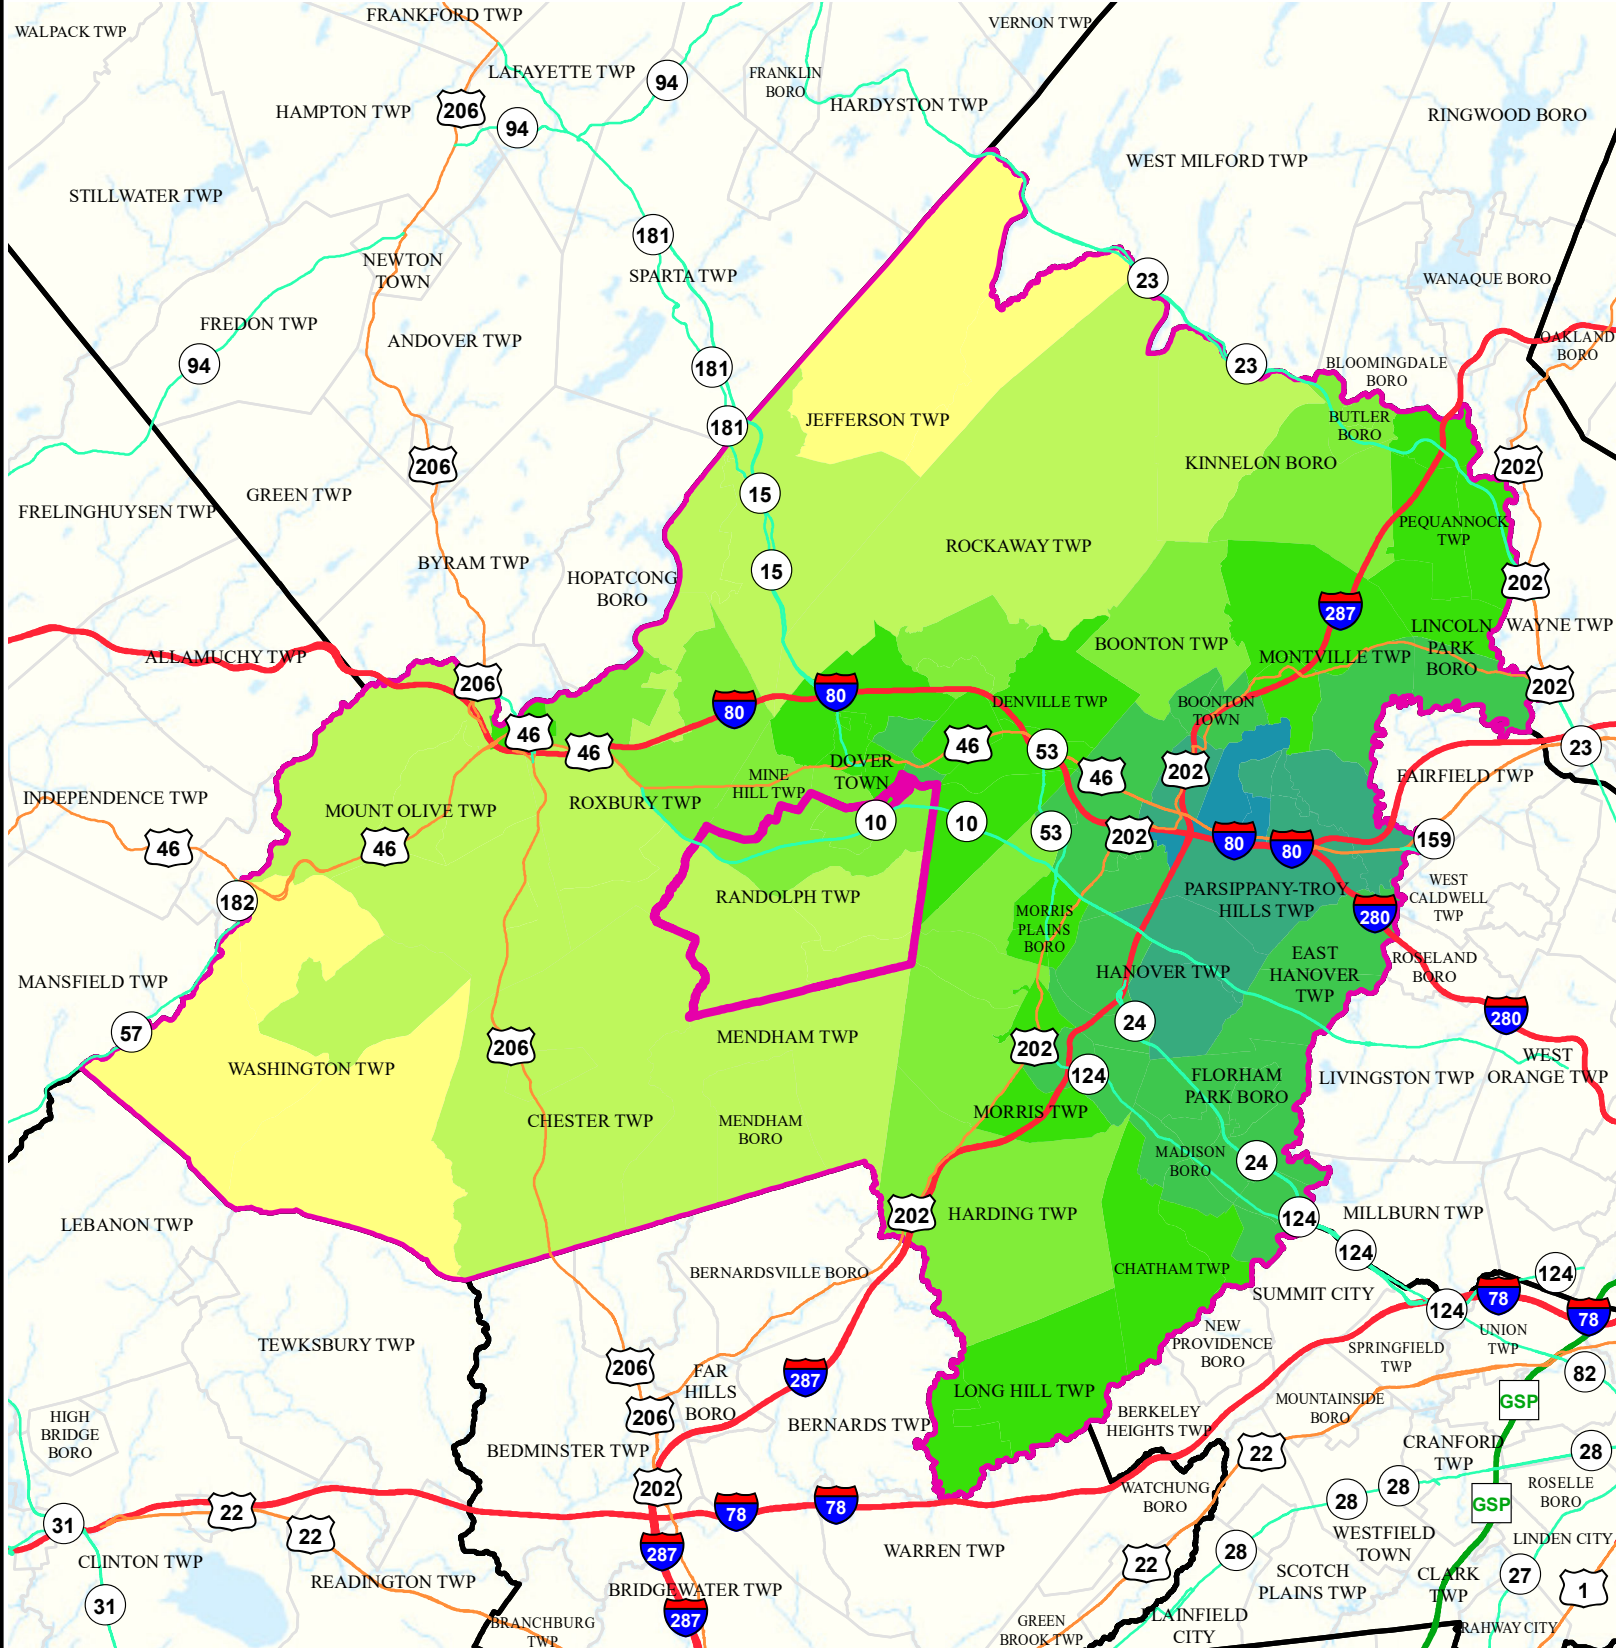 FRANKFORD TWP
WALPACK TWP
VERNON TWP
LAFAYETTE TWP
94
FRANKLIN
BORO
HARDYSTON TWP
HAMPTON TWP
206
94
RINGWOOD BORO
WEST MILFORD TWP
STILLWATER TWP
181
NEWTON
TOWN
SPARTA TWP
23
WANAQUE BORO
FREDON TWP
ANDOVER TWP
94
181
23
BLOOMINGDALE
BORO
OAKLAND
BORO
181
JEFFERSON TWP
BUTLER
BORO
206
KINNELON BORO
202
GREEN TWP
15
FRELINGHUYSEN TWP
PEQUANNOCK
TWP
ROCKAWAY TWP
BYRAM TWP
15
HOPATCONG
BORO
202
287
LINCOLN
PARK
BORO
WAYNE TWP
BOONTON TWP
ALLAMUCHY TWP
MONTVILLE TWP
206
80
80
DENVILLE TWP
BOONTON
TOWN
202
46
46
46
53
23
DOVER
TOWN
MINE
HILL TWP
46
202
FAIRFIELD TWP
INDEPENDENCE TWP
MOUNT OLIVE TWP
ROXBURY TWP
10
10
53
202
80
80
159
46
46
182
RANDOLPH TWP
PARSIPPANY-TROY
HILLS TWP
WEST
CALDWELL
TWP
280
MORRIS
PLAINS
BORO
EAST
HANOVER
TWP
ROSELAND
BORO
HANOVER TWP
MANSFIELD TWP
57
24
280
MENDHAM TWP
206
202
WASHINGTON TWP
124
FLORHAM
PARK BORO
LIVINGSTON TWP
WEST
ORANGE TWP
CHESTER TWP
MENDHAM
BORO
MORRIS TWP
MADISON
BORO
24
LEBANON TWP
202
HARDING TWP
124
MILLBURN TWP
124
BERNARDSVILLE BORO
CHATHAM TWP
SUMMIT CITY
124
78
124
78
TEWKSBURY TWP
NEW
PROVIDENCE
BORO
UNION
TWP
SPRINGFIELD
TWP
206
FAR
HILLS
BORO
287
LONG HILL TWP
82
GSP
206
MOUNTAINSIDE
BORO
HIGH
BRIDGE
BORO
BERNARDS TWP
BERKELEY
HEIGHTS TWP
BEDMINSTER TWP
22
CRANFORD
TWP
28
202
WATCHUNG
BORO
28
28
ROSELLE
BORO
GSP
22
78
78
31
22
287
WARREN TWP
28
WESTFIELD
TOWN
LINDEN CITY
CLINTON TWP
22
READINGTON TWP
BRIDGEWATER TWP
SCOTCH
PLAINS TWP
CLARK
TWP
27
1
31
287
BRANCHBURG
TWP
GREEN
BROOK TWP
LAINFIELD
CITY
RAHWAY CITY